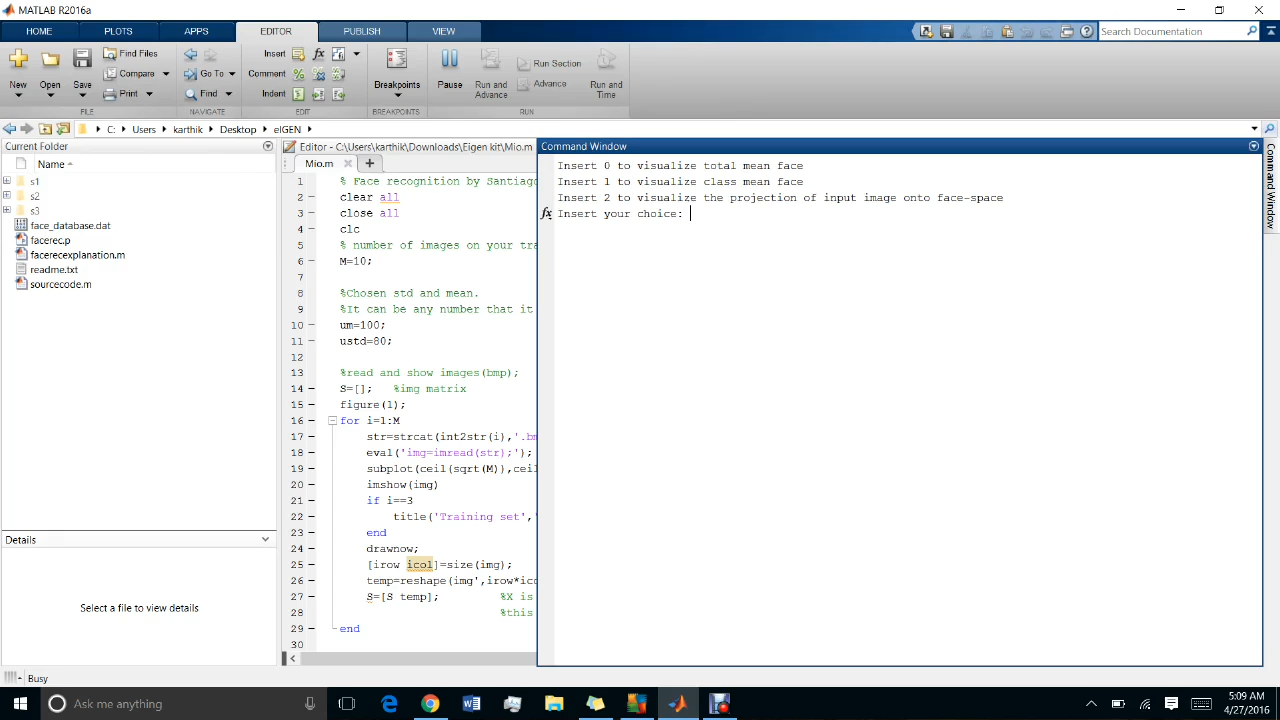 MATLAB R2016a
HOME PLOTS APPS EDITOR PUBLISH VIEW Search Documentation
Find Files Insert fx Run Section
Compare Go To Comment Advance
Print Find Indent
New Open Save Breakpoints Pause Run and Advance Run and Time
FILE NAVIGATE EDIT BREAKPOINTS RUN
C: Users karthik Desktop eIGEN
Current Folder
Name
s1
s2
s3
face_database.dat
facerec.p
facerecexplanation.m
readme.txt
sourcecode.m
Details
Select a file to view details
Editor - C:\Users\karthik\Downloads\Eigen kit\Mio.m
Mio.m
1 % Face recognition by Santiago
2 clear all
3 close all
4 clc
5 % number of images on your tra
6 M=10;
7
8 %Chosen std and mean.
9 %It can be any number that it
10 um=100;
11 ustd=80;
12
13 %read and show images(bmp);
14 S=[]; %img matrix
15 figure(1);
16 for i=1:M
17 str=strcat(int2str(i),'.bm
18 eval('img=imread(str);');
19 subplot(ceil(sqrt(M)),ceil
20 imshow(img)
21 if i==3
22 title('Training set','
23 end
24 drawnow;
25 [irow icol]=size(img);
26 temp=reshape(img',irow*ico
27 S=[S temp]; %X is
28 %this
29 end
30
Command Window
Insert 0 to visualize total mean face
Insert 1 to visualize class mean face
Insert 2 to visualize the projection of input image onto face-space
fx Insert your choice:
Command Window
Busy
Ask me anything
5:09 AM
4/27/2016